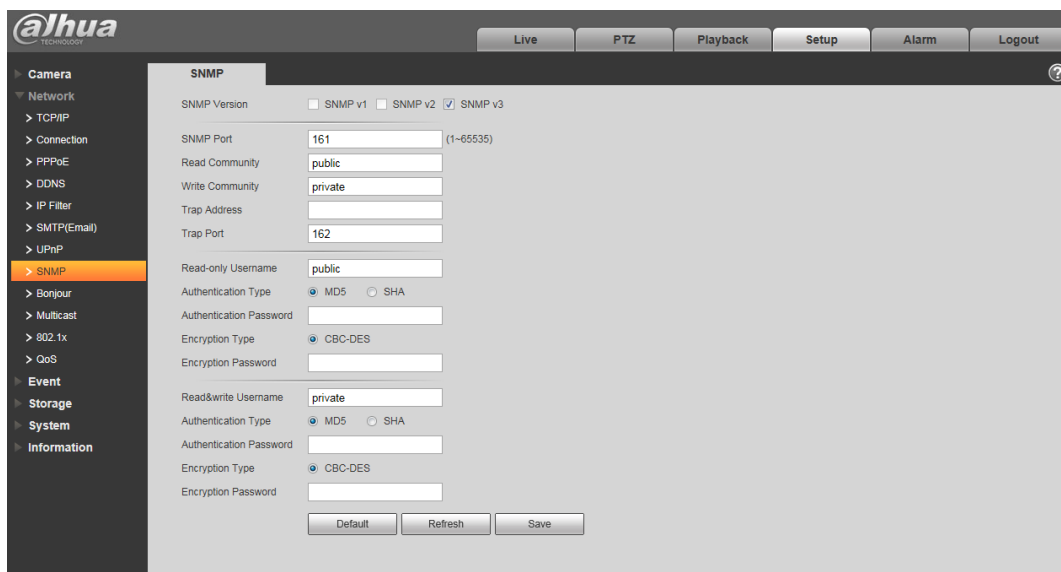 alhua
TECHNOLOGY
Live PTZ Playback Setup Alarm Logout
Camera
Network
TCP/IP
Connection
PPPoE
DDNS
IP Filter
SMTP(Email)
UPnP
SNMP
Bonjour
Multicast
802.1x
QoS
Event
Storage
System
Information
SNMP
?
SNMP Version SNMP v1 SNMP v2 SNMP v3
SNMP Port 161 (1~65535)
Read Community public
Write Community private
Trap Address
Trap Port 162
Read-only Username public
Authentication Type MD5 SHA
Authentication Password
Encryption Type CBC-DES
Encryption Password
Read&write Username private
Authentication Type MD5 SHA
Authentication Password
Encryption Type CBC-DES
Encryption Password
Default Refresh Save